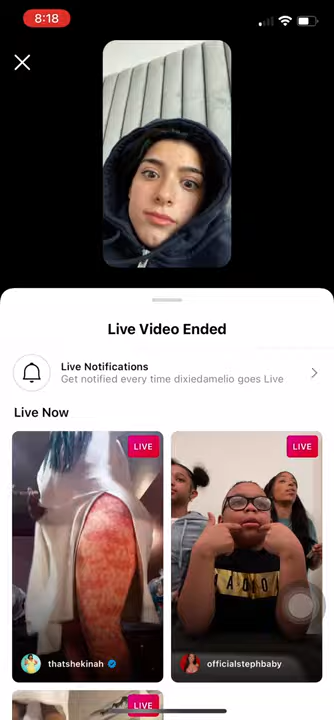 8:18
Live Video Ended
Live Notifications
Get notified every time dixiedamelio goes Live
Live Now
LIVE
LIVE
thatshekinah
officialstephbaby
LIVE